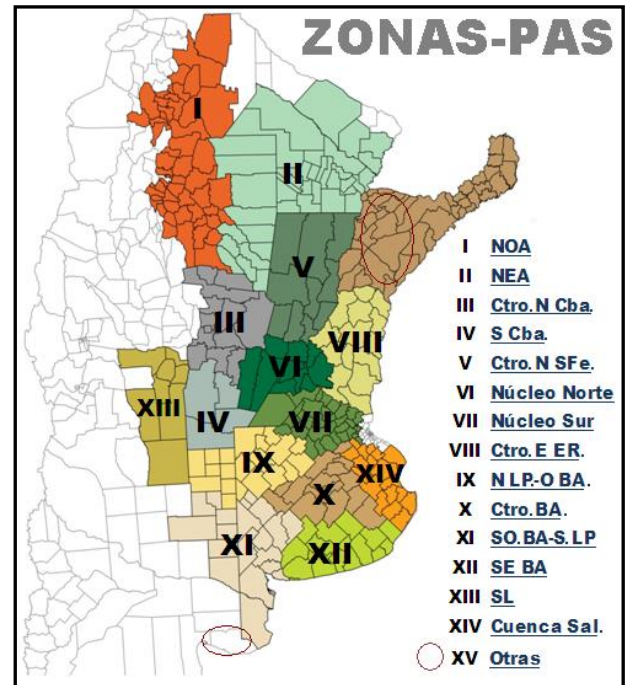 ZONAS-PAS
I
II
V
III
VIII
VI
XIII
IV
VII
IX
XIV
X
XI
XII
I NOA
II NEA
III Ctro.N Cba.
IV S Cba.
V Ctro.N SFe.
VI Núcleo Norte
VII Núcleo Sur
VIII Ctro.E ER.
IX N LP.-O BA.
X Ctro.BA.
XI SO.BA-S.LP
XII SE BA
XIII SL
XIV Cuenca Sal.
XV Otras